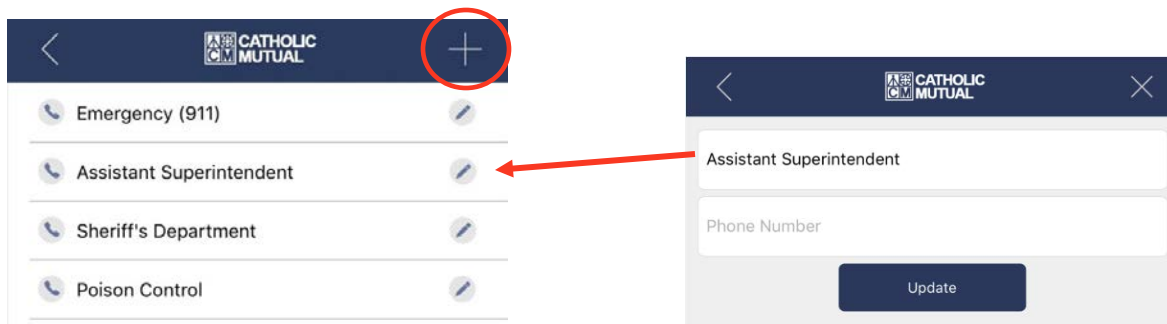 CATHOLIC
CM MUTUAL
Emergency (911)
Assistant Superintendent
Sheriff's Department
Poison Control
CATHOLIC
CM MUTUAL
Assistant Superintendent
Phone Number
Update